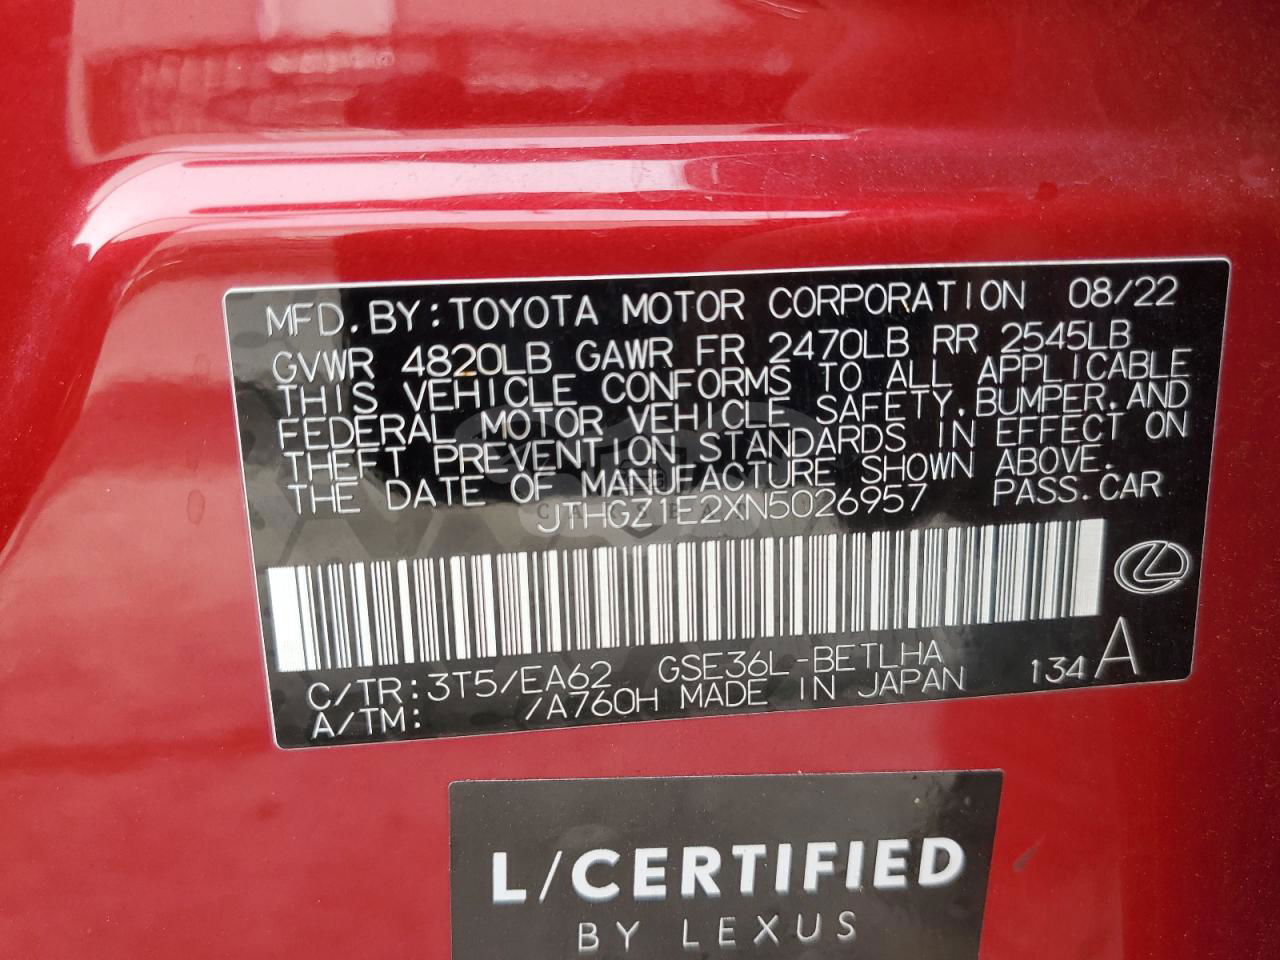 MFD. BY: TOYOTA MOTOR CORPORATION 08/22
GVWR 4820LB GAWR FR 2470LB RR 2545LB
THIS VEHICLE CONFORMS TO ALL APPLICABLE
FEDERAL MOTOR VEHICLE SAFETY, BUMPER, AND
THEFT PREVENTION STANDARDS IN EFFECT ON
THE DATE OF MANUFACTURE SHOWN ABOVE.
JTHGZ1E2XN5026957 PASS. CAR
C/TR: 3T5/EA62 GSE36L-BETLHA
A/TM: /A760H MADE IN JAPAN 134 A
L/CERTIFIED
BY LEXUS